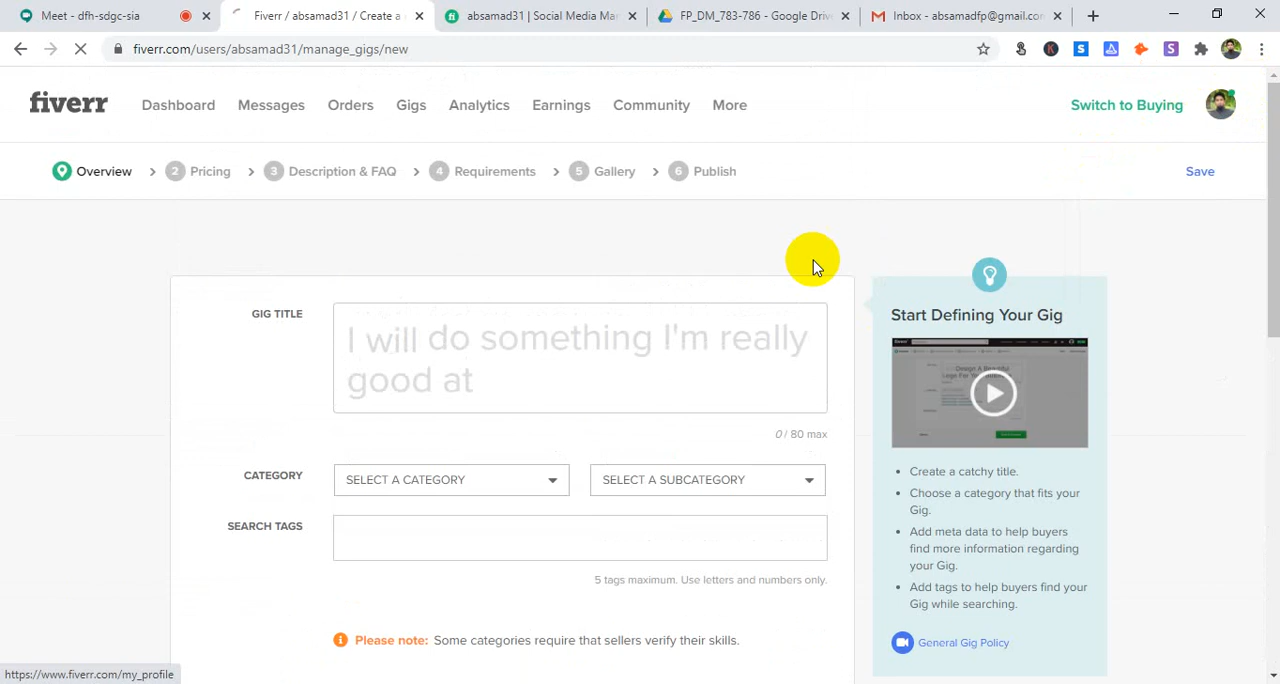 Meet - dfh-sdgc-sia
Fiverr / absamad31 / Create a
absamad31 | Social Media Mar
FP_DM_783-786 - Google Drive
Inbox - absamadfp@gmail.com
fiverr.com/users/absamad31/manage_gigs/new
fiverr
Dashboard
Messages
Orders
Gigs
Analytics
Earnings
Community
More
Switch to Buying
Overview
2 Pricing
3 Description & FAQ
4 Requirements
5 Gallery
6 Publish
Save
GIG TITLE
I will do something I'm really
good at
0 / 80 max
CATEGORY
SELECT A CATEGORY
SELECT A SUBCATEGORY
SEARCH TAGS
5 tags maximum. Use letters and numbers only.
Please note: Some categories require that sellers verify their skills.
Start Defining Your Gig
• Create a catchy title.
• Choose a category that fits your
Gig.
• Add meta data to help buyers
find more information regarding
your Gig.
• Add tags to help buyers find your
Gig while searching.
General Gig Policy
https://www.fiverr.com/my_profile